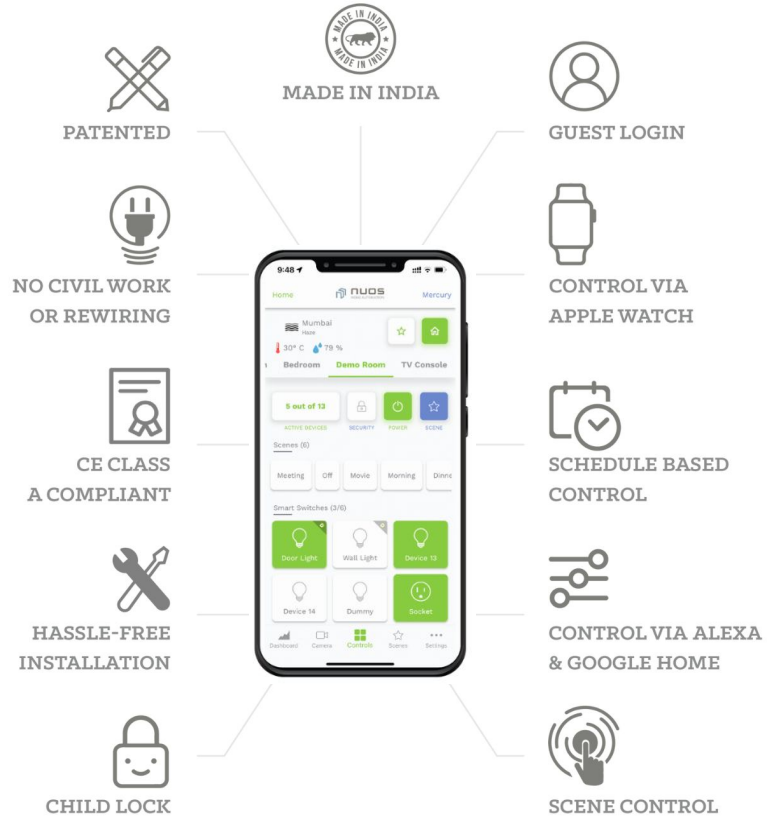 MADE IN INDIA
MADE IN INDIA
MADE IN INDIA
PATENTED
GUEST LOGIN
NO CIVIL WORK
OR REWIRING
CONTROL VIA
APPLE WATCH
CE CLASS
A COMPLIANT
SCHEDULE BASED
CONTROL
HASSLE-FREE
INSTALLATION
CONTROL VIA ALEXA
& GOOGLE HOME
CHILD LOCK
SCENE CONTROL
9:48
Home
nuos
Mercury
Mumbai
Haze
30° C
79 %
Bedroom
Demo Room
TV Console
5 out of 13
ACTIVE DEVICES
SECURITY
POWER
SCENE
Scenes (6)
Meeting
Off
Movie
Morning
Dinne
Smart Switches (3/6)
Door Light
Wall Light
Device 13
Device 14
Dummy
Socket
Dashboard
Camera
Controls
Scenes
Settings